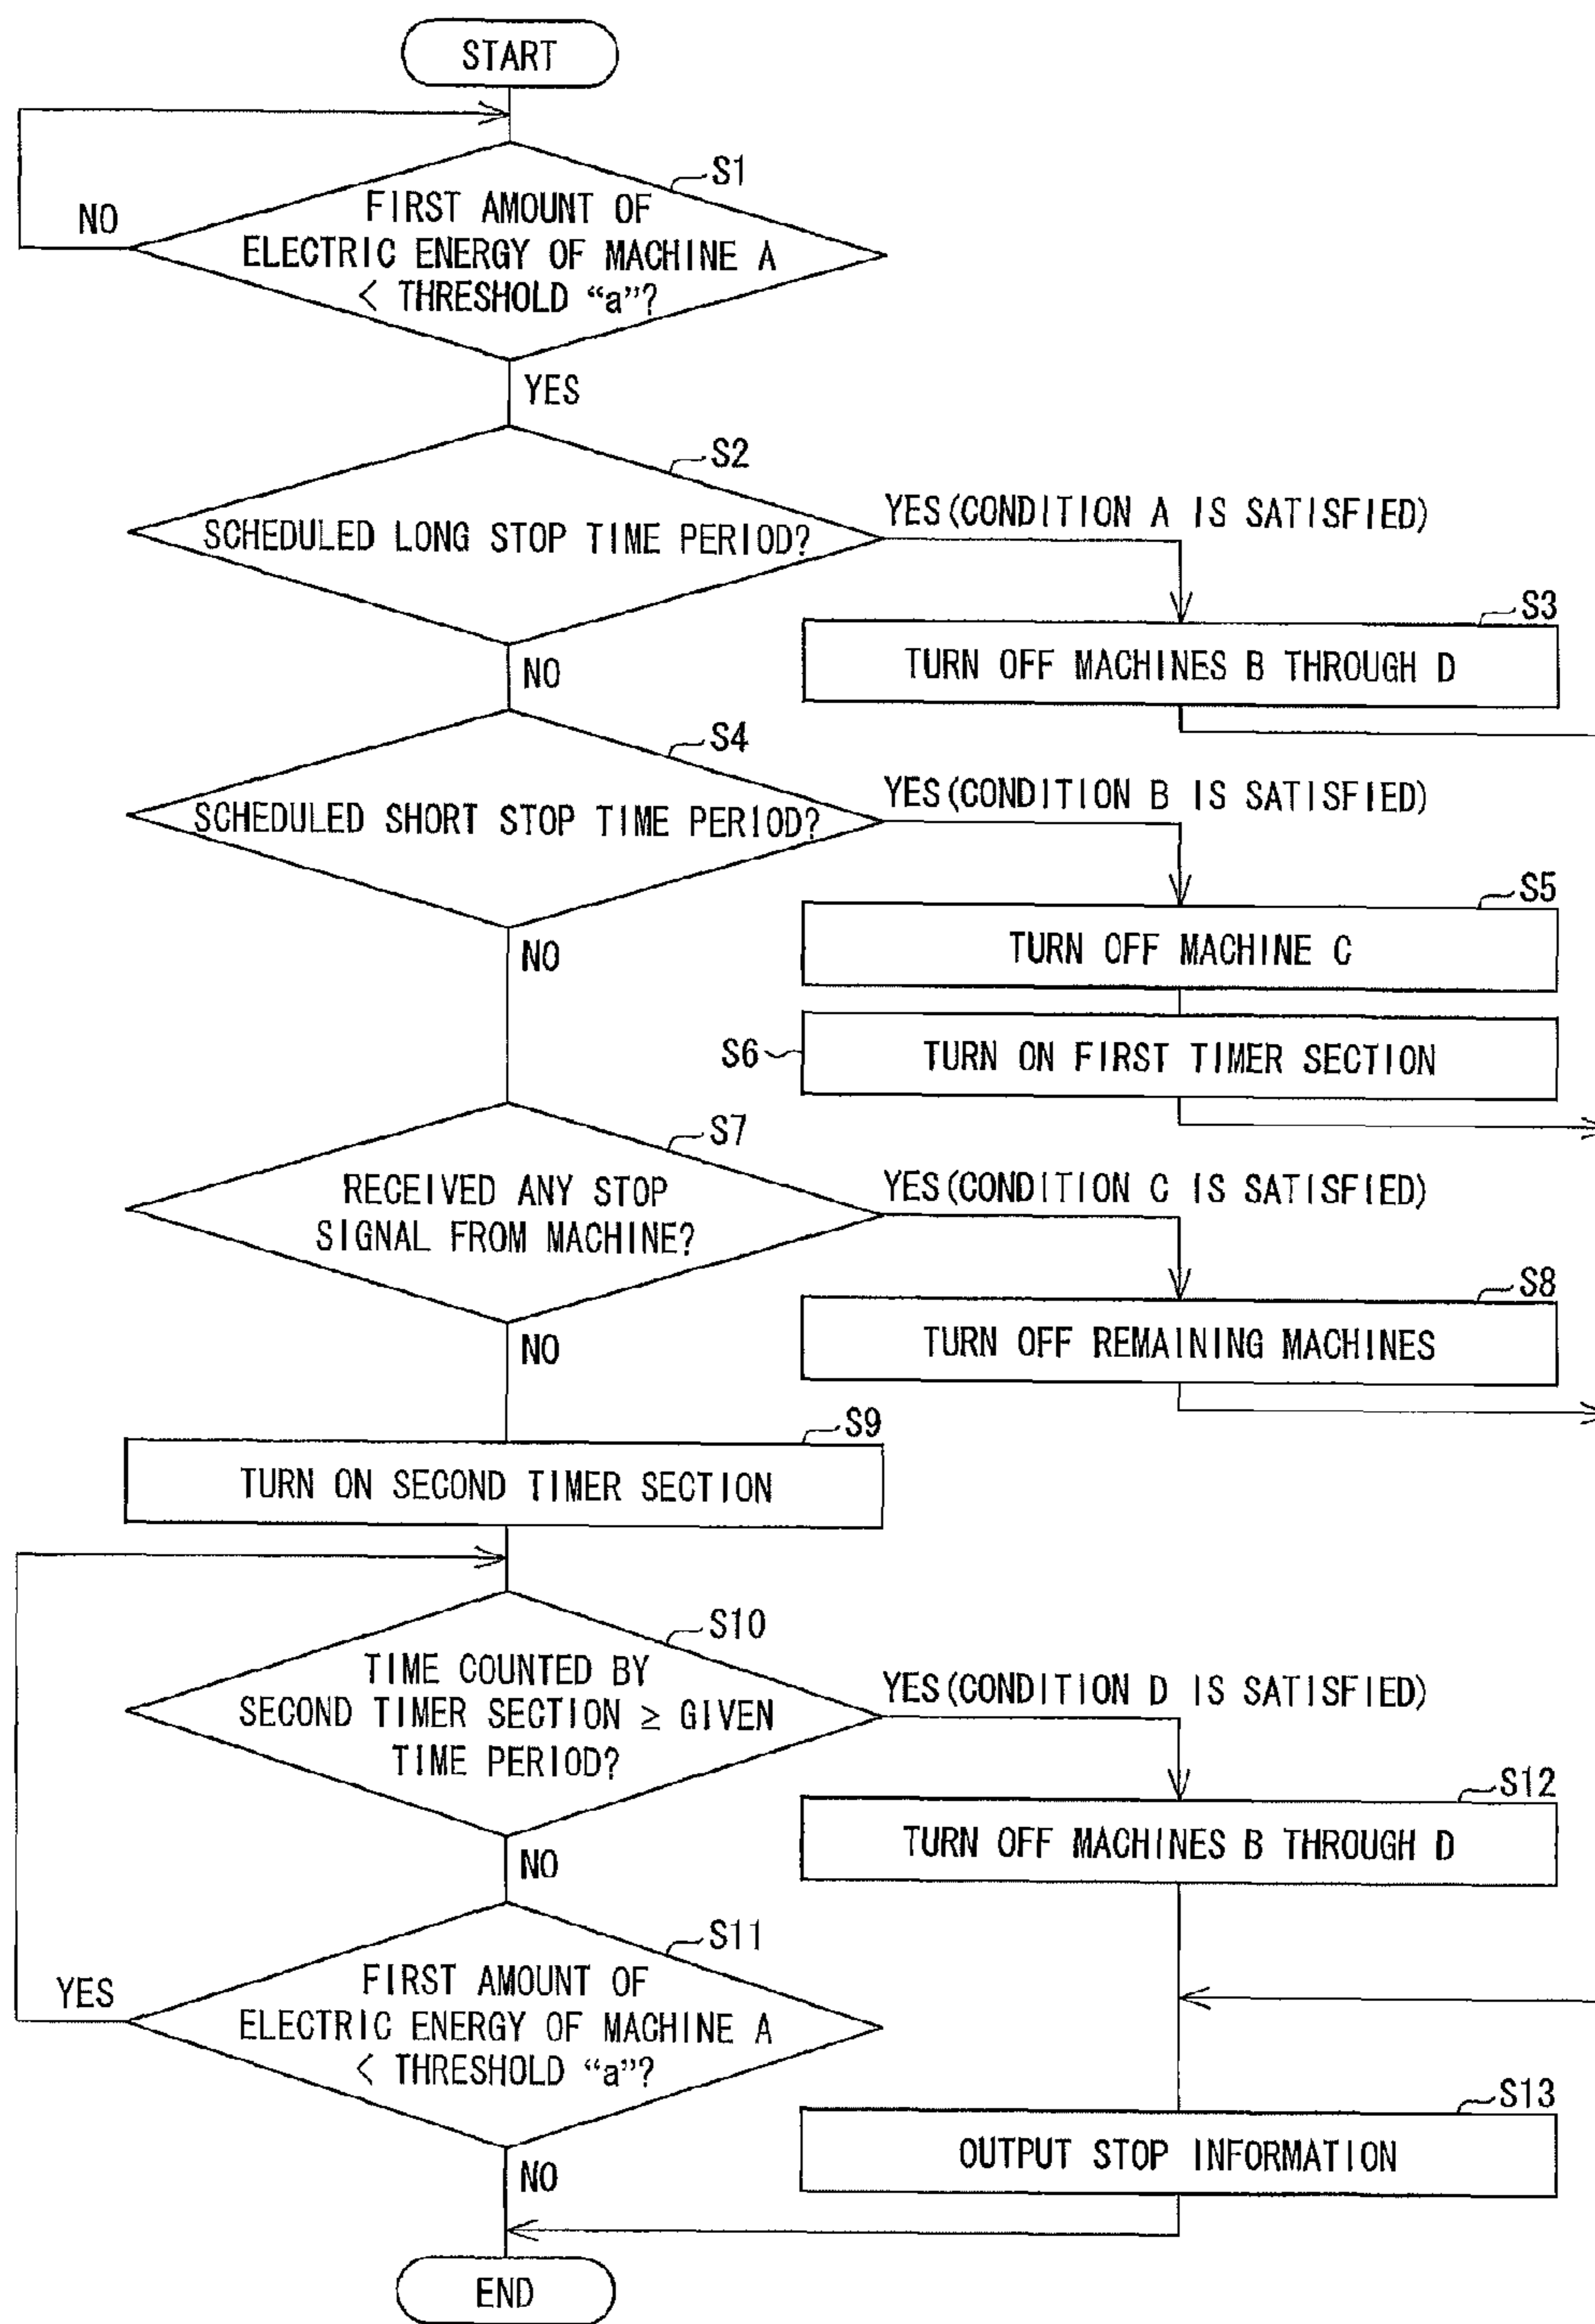 START
S1
FIRST AMOUNT OF
ELECTRIC ENERGY OF MACHINE A
< THRESHOLD “a”?
NO
YES
S2
SCHEDULED LONG STOP TIME PERIOD?
YES(CONDITION A IS SATISFIED)
S3
TURN OFF MACHINES B THROUGH D
NO
S4
SCHEDULED SHORT STOP TIME PERIOD?
YES(CONDITION B IS SATISFIED)
S5
TURN OFF MACHINE C
NO
S6
TURN ON FIRST TIMER SECTION
S7
RECEIVED ANY STOP
SIGNAL FROM MACHINE?
YES(CONDITION C IS SATISFIED)
S8
TURN OFF REMAINING MACHINES
NO
S9
TURN ON SECOND TIMER SECTION
S10
TIME COUNTED BY
SECOND TIMER SECTION ≥ GIVEN
TIME PERIOD?
YES(CONDITION D IS SATISFIED)
S12
TURN OFF MACHINES B THROUGH D
NO
S11
FIRST AMOUNT OF
ELECTRIC ENERGY OF MACHINE A
< THRESHOLD “a”?
YES
S13
OUTPUT STOP INFORMATION
NO
END